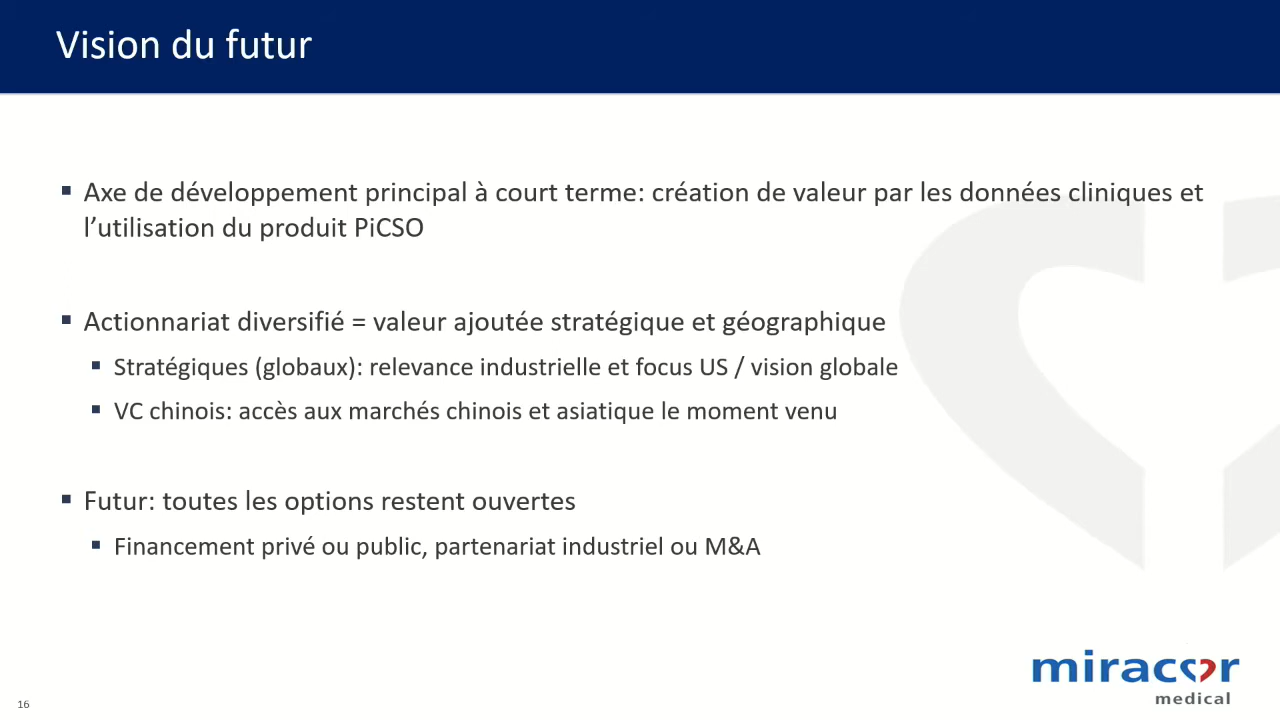 Vision du futur
▪ Axe de développement principal à court terme: création de valeur par les données cliniques et
l’utilisation du produit PiCSO
▪ Actionnariat diversifié = valeur ajoutée stratégique et géographique
▪ Stratégiques (globaux): relevance industrielle et focus US / vision globale
▪ VC chinois: accès aux marchés chinois et asiatique le moment venu
▪ Futur: toutes les options restent ouvertes
▪ Financement privé ou public, partenariat industriel ou M&A
miracor
medical
16